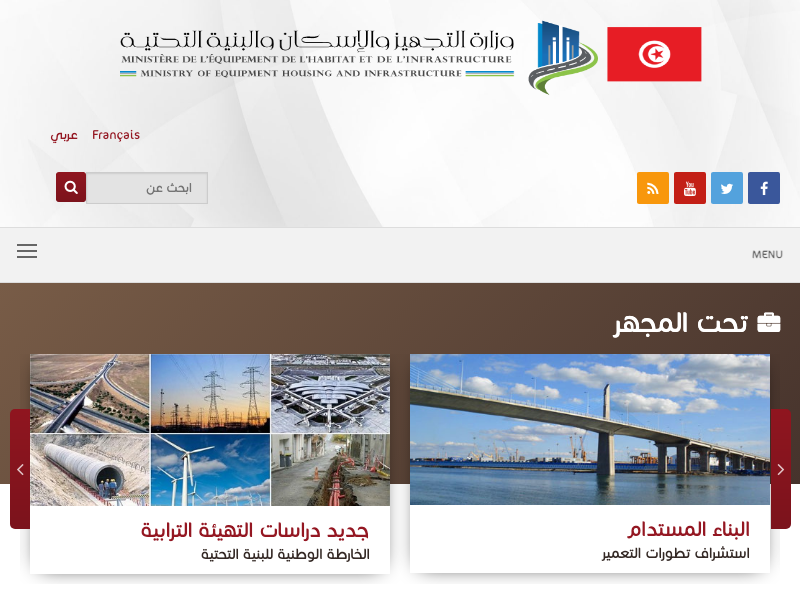 وزارة التجهيز والإسكان والبنية التحتية
MINISTÈRE DE L'ÉQUIPEMENT DE L'HABITAT ET DE L'INFRASTRUCTURE
MINISTRY OF EQUIPMENT HOUSING AND INFRASTRUCTURE
عربي Français
ابحث عن
You Tube
MENU
تحت المجهر
البناء المستدام
استشراف تطورات التعمير
جديد دراسات التهيئة الترابية
الخارطة الوطنية للبنية التحتية